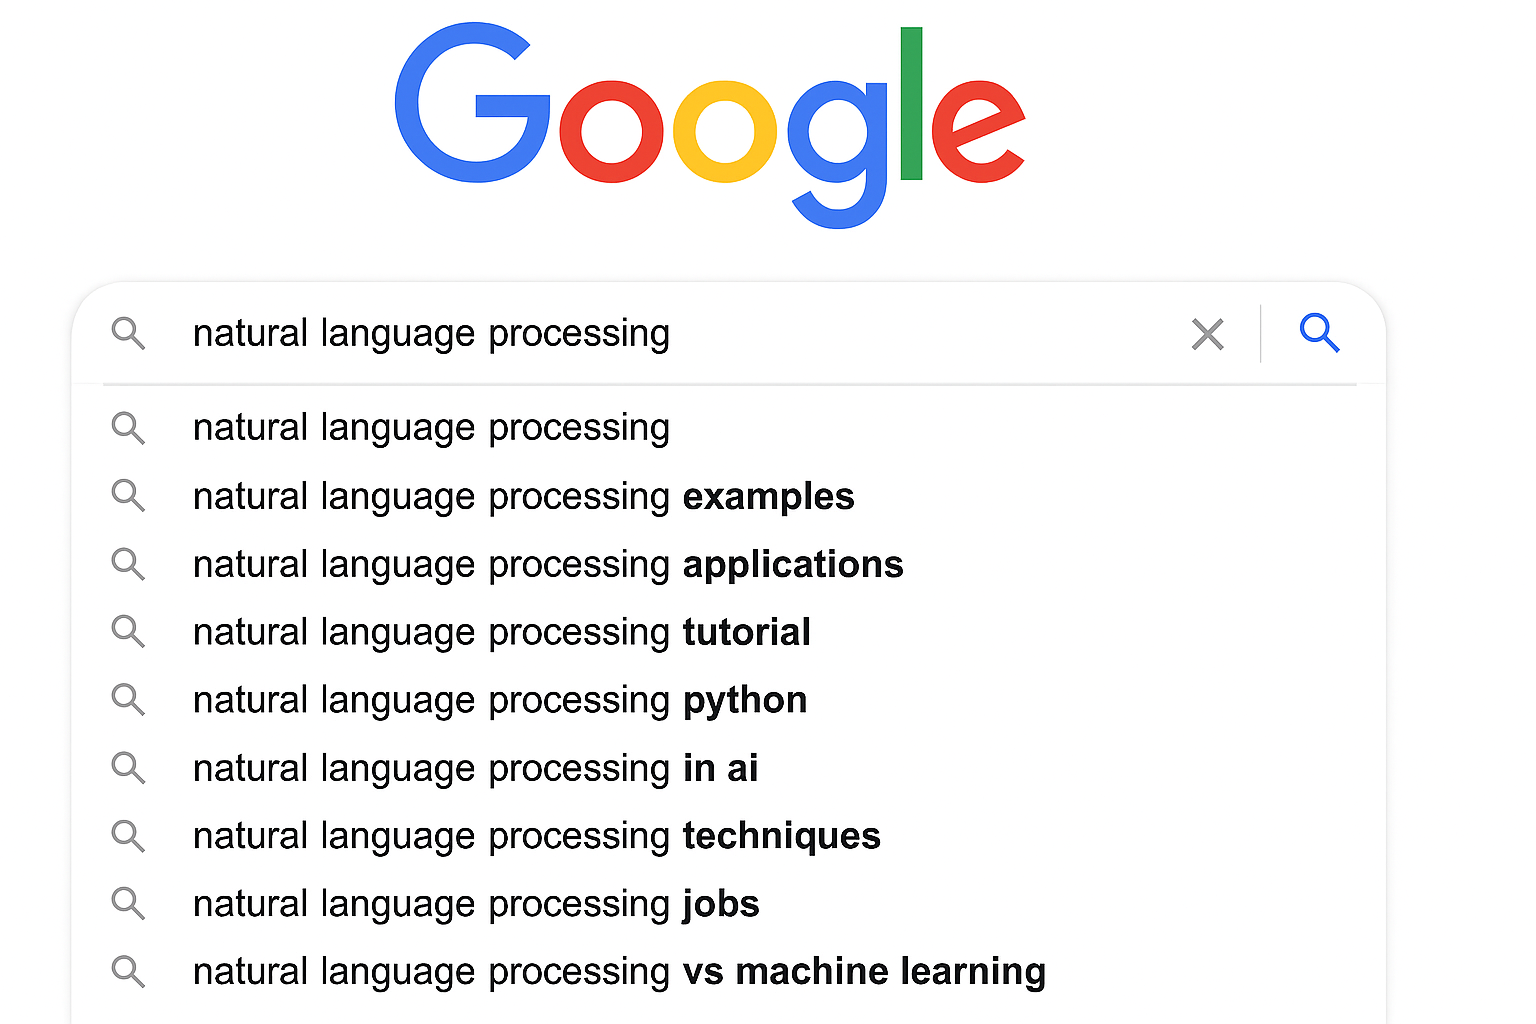 Google
natural language processing
natural language processing
natural language processing examples
natural language processing applications
natural language processing tutorial
natural language processing python
natural language processing in ai
natural language processing techniques
natural language processing jobs
natural language processing vs machine learning